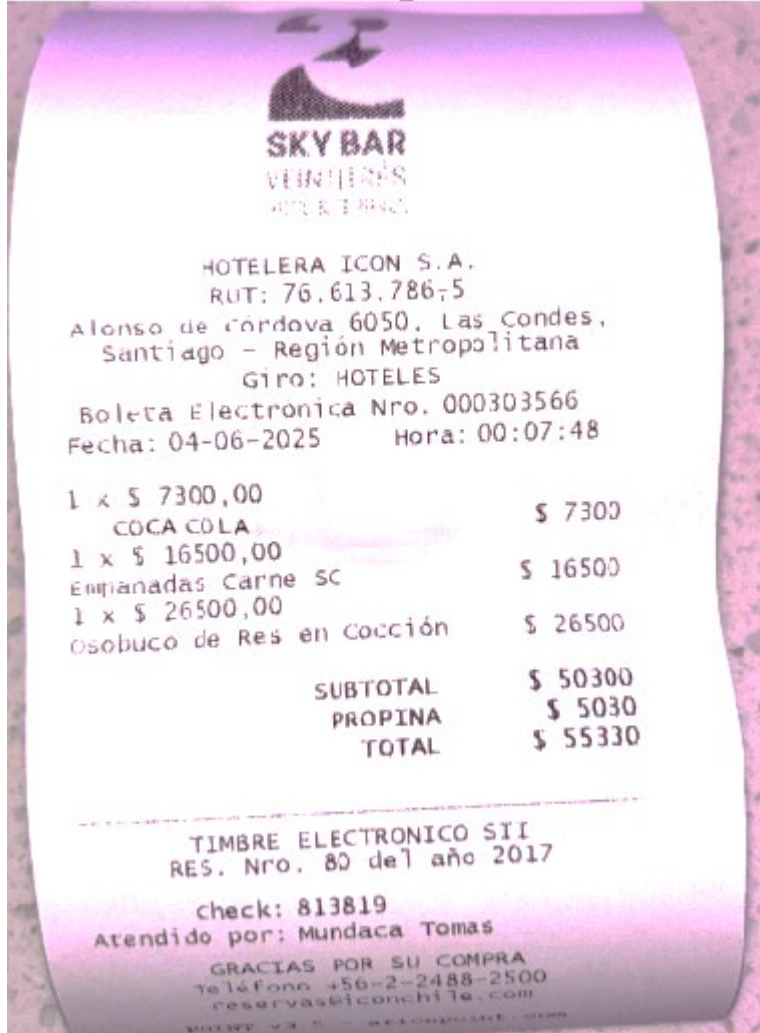 SKY BAR
VEINTITRÉS
HOTELERA ICON S.A.
RUT: 76.613.786-5
Alonso de Córdova 6050, Las Condes,
Santiago - Región Metropolitana
Giro: HOTELES
Boleta Electrónica Nro. 000303566
Fecha: 04-06-2025 Hora: 00:07:48
1 x $ 7300,00
COCA COLA $ 7300
1 x $ 16500,00
Empanadas Carne SC $ 16500
1 x $ 26500,00
Osobuco de Res en Cocción $ 26500
SUBTOTAL $ 50300
PROPINA $ 5030
TOTAL $ 55330
TIMBRE ELECTRONICO SII
RES. Nro. 80 del año 2017
Check: 813819
Atendido por: Mundaca Tomas
GRACIAS POR SU COMPRA
Teléfono +56-2-2488-2500
reservas@iconchile.com